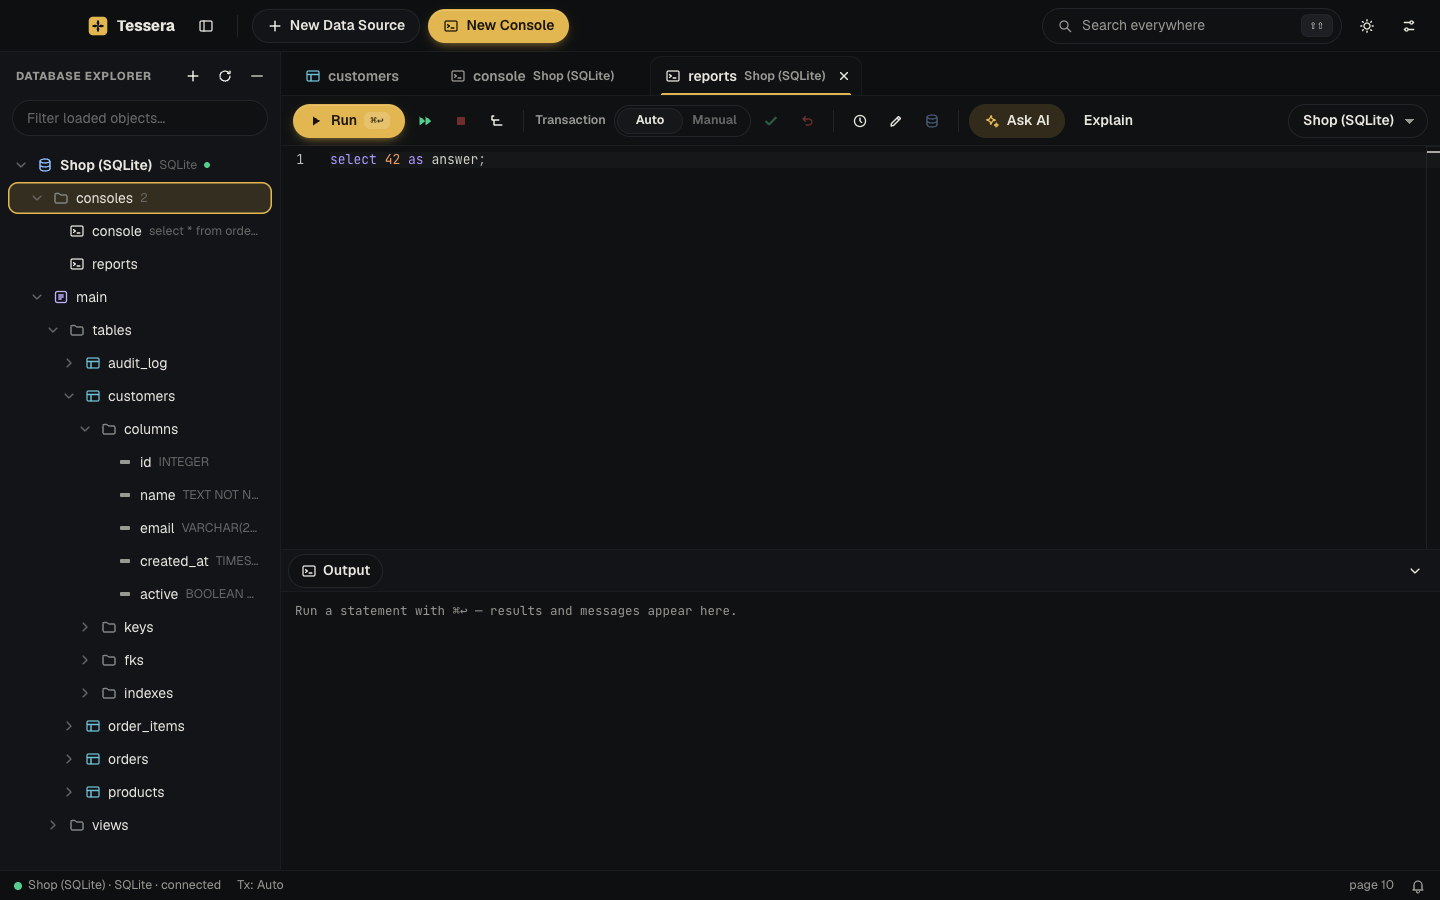 Tessera
New Data Source
New Console
Search everywhere
⇧⇧
DATABASE EXPLORER
Filter loaded objects…
Shop (SQLite) SQLite
consoles 2
console select * from orde…
reports
main
tables
audit_log
customers
columns
id INTEGER
name TEXT NOT N…
email VARCHAR(2…
created_at TIMES…
active BOOLEAN …
keys
fks
indexes
order_items
orders
products
views
customers
console Shop (SQLite)
reports Shop (SQLite)
Run ⌘↩
Transaction
Auto
Manual
Ask AI
Explain
Shop (SQLite)
1 select 42 as answer;
Output
Run a statement with ⌘↩ — results and messages appear here.
Shop (SQLite) · SQLite · connected
Tx: Auto
page 10